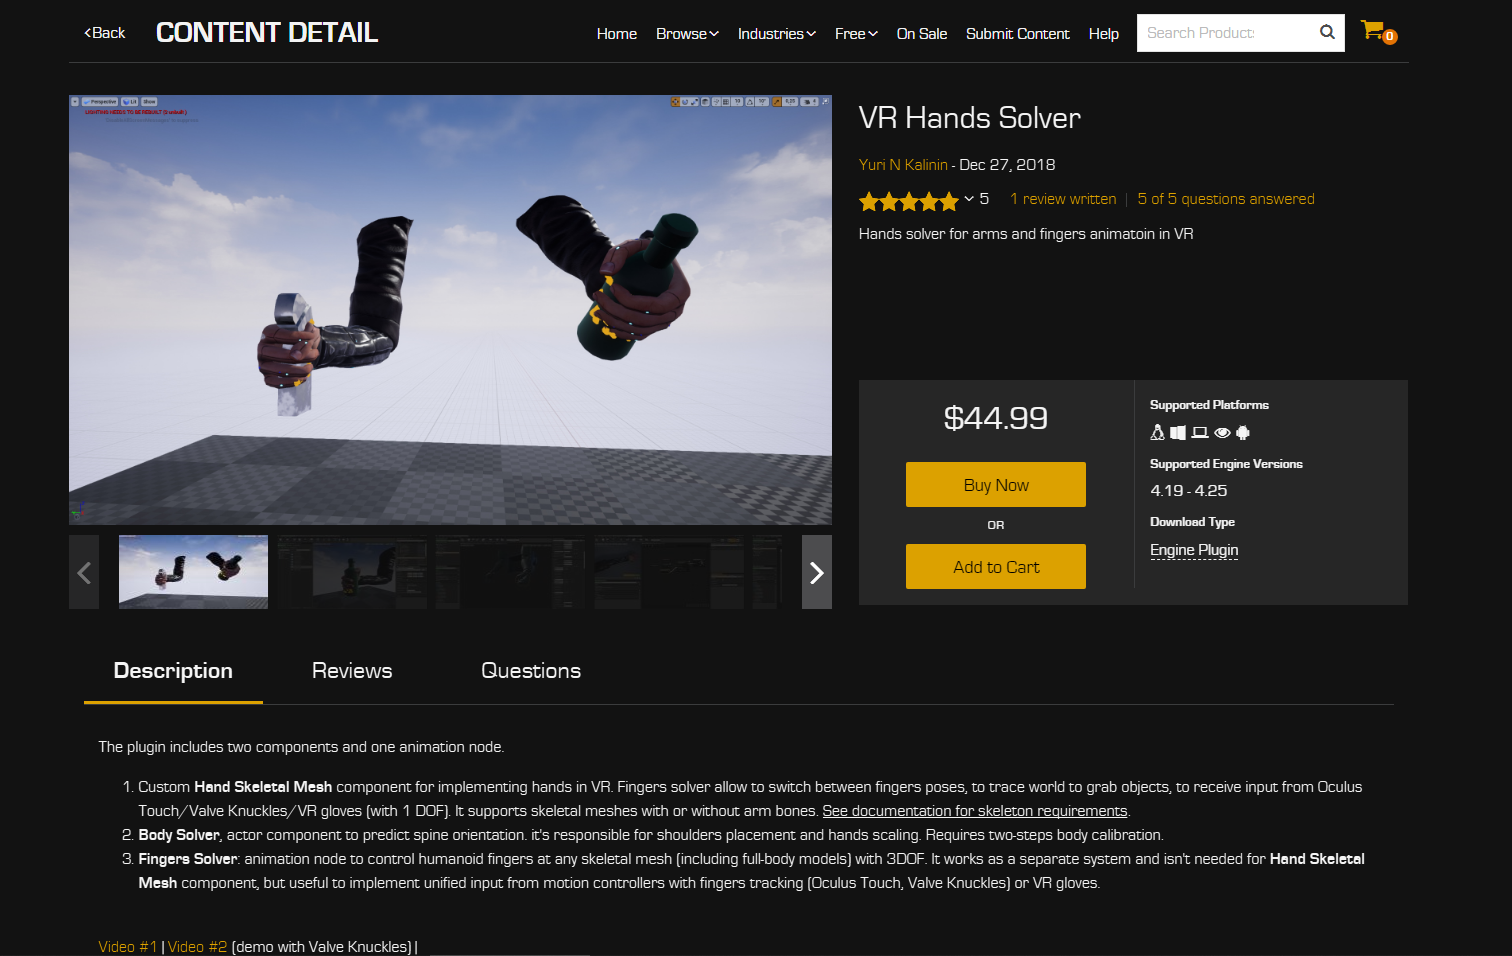 Back
CONTENT DETAIL
Home Browse Industries Free On Sale Submit Content Help
Search Product
0
Perspective Lit Show
LIGHTING NEEDS TO BE REBUILT
VR Hands Solver
Yuri N Kalinin - Dec 27, 2018
5 1 review written | 5 of 5 questions answered
Hands solver for arms and fingers animatoin in VR
$44.99
Buy Now
OR
Add to Cart
Supported Platforms
Supported Engine Versions
4.19 - 4.25
Download Type
Engine Plugin
Description Reviews Questions
The plugin includes two components and one animation node.
1. Custom Hand Skeletal Mesh component for implementing hands in VR. Fingers solver allow to switch between fingers poses, to trace world to grab objects, to receive input from Oculus
Touch/Valve Knuckles/VR gloves (with 1 DOF). It supports skeletal meshes with or without arm bones. See documentation for skeleton requirements.
2. Body Solver, actor component to predict spine orientation. it's responsible for shoulders placement and hands scaling. Requires two-steps body calibration.
3. Fingers Solver: animation node to control humanoid fingers at any skeletal mesh (including full-body models) with 3DOF. It works as a separate system and isn't needed for Hand Skeletal
Mesh component, but useful to implement unified input from motion controllers with fingers tracking (Oculus Touch, Valve Knuckles) or VR gloves.
Video #1 | Video #2 (demo with Valve Knuckles) |